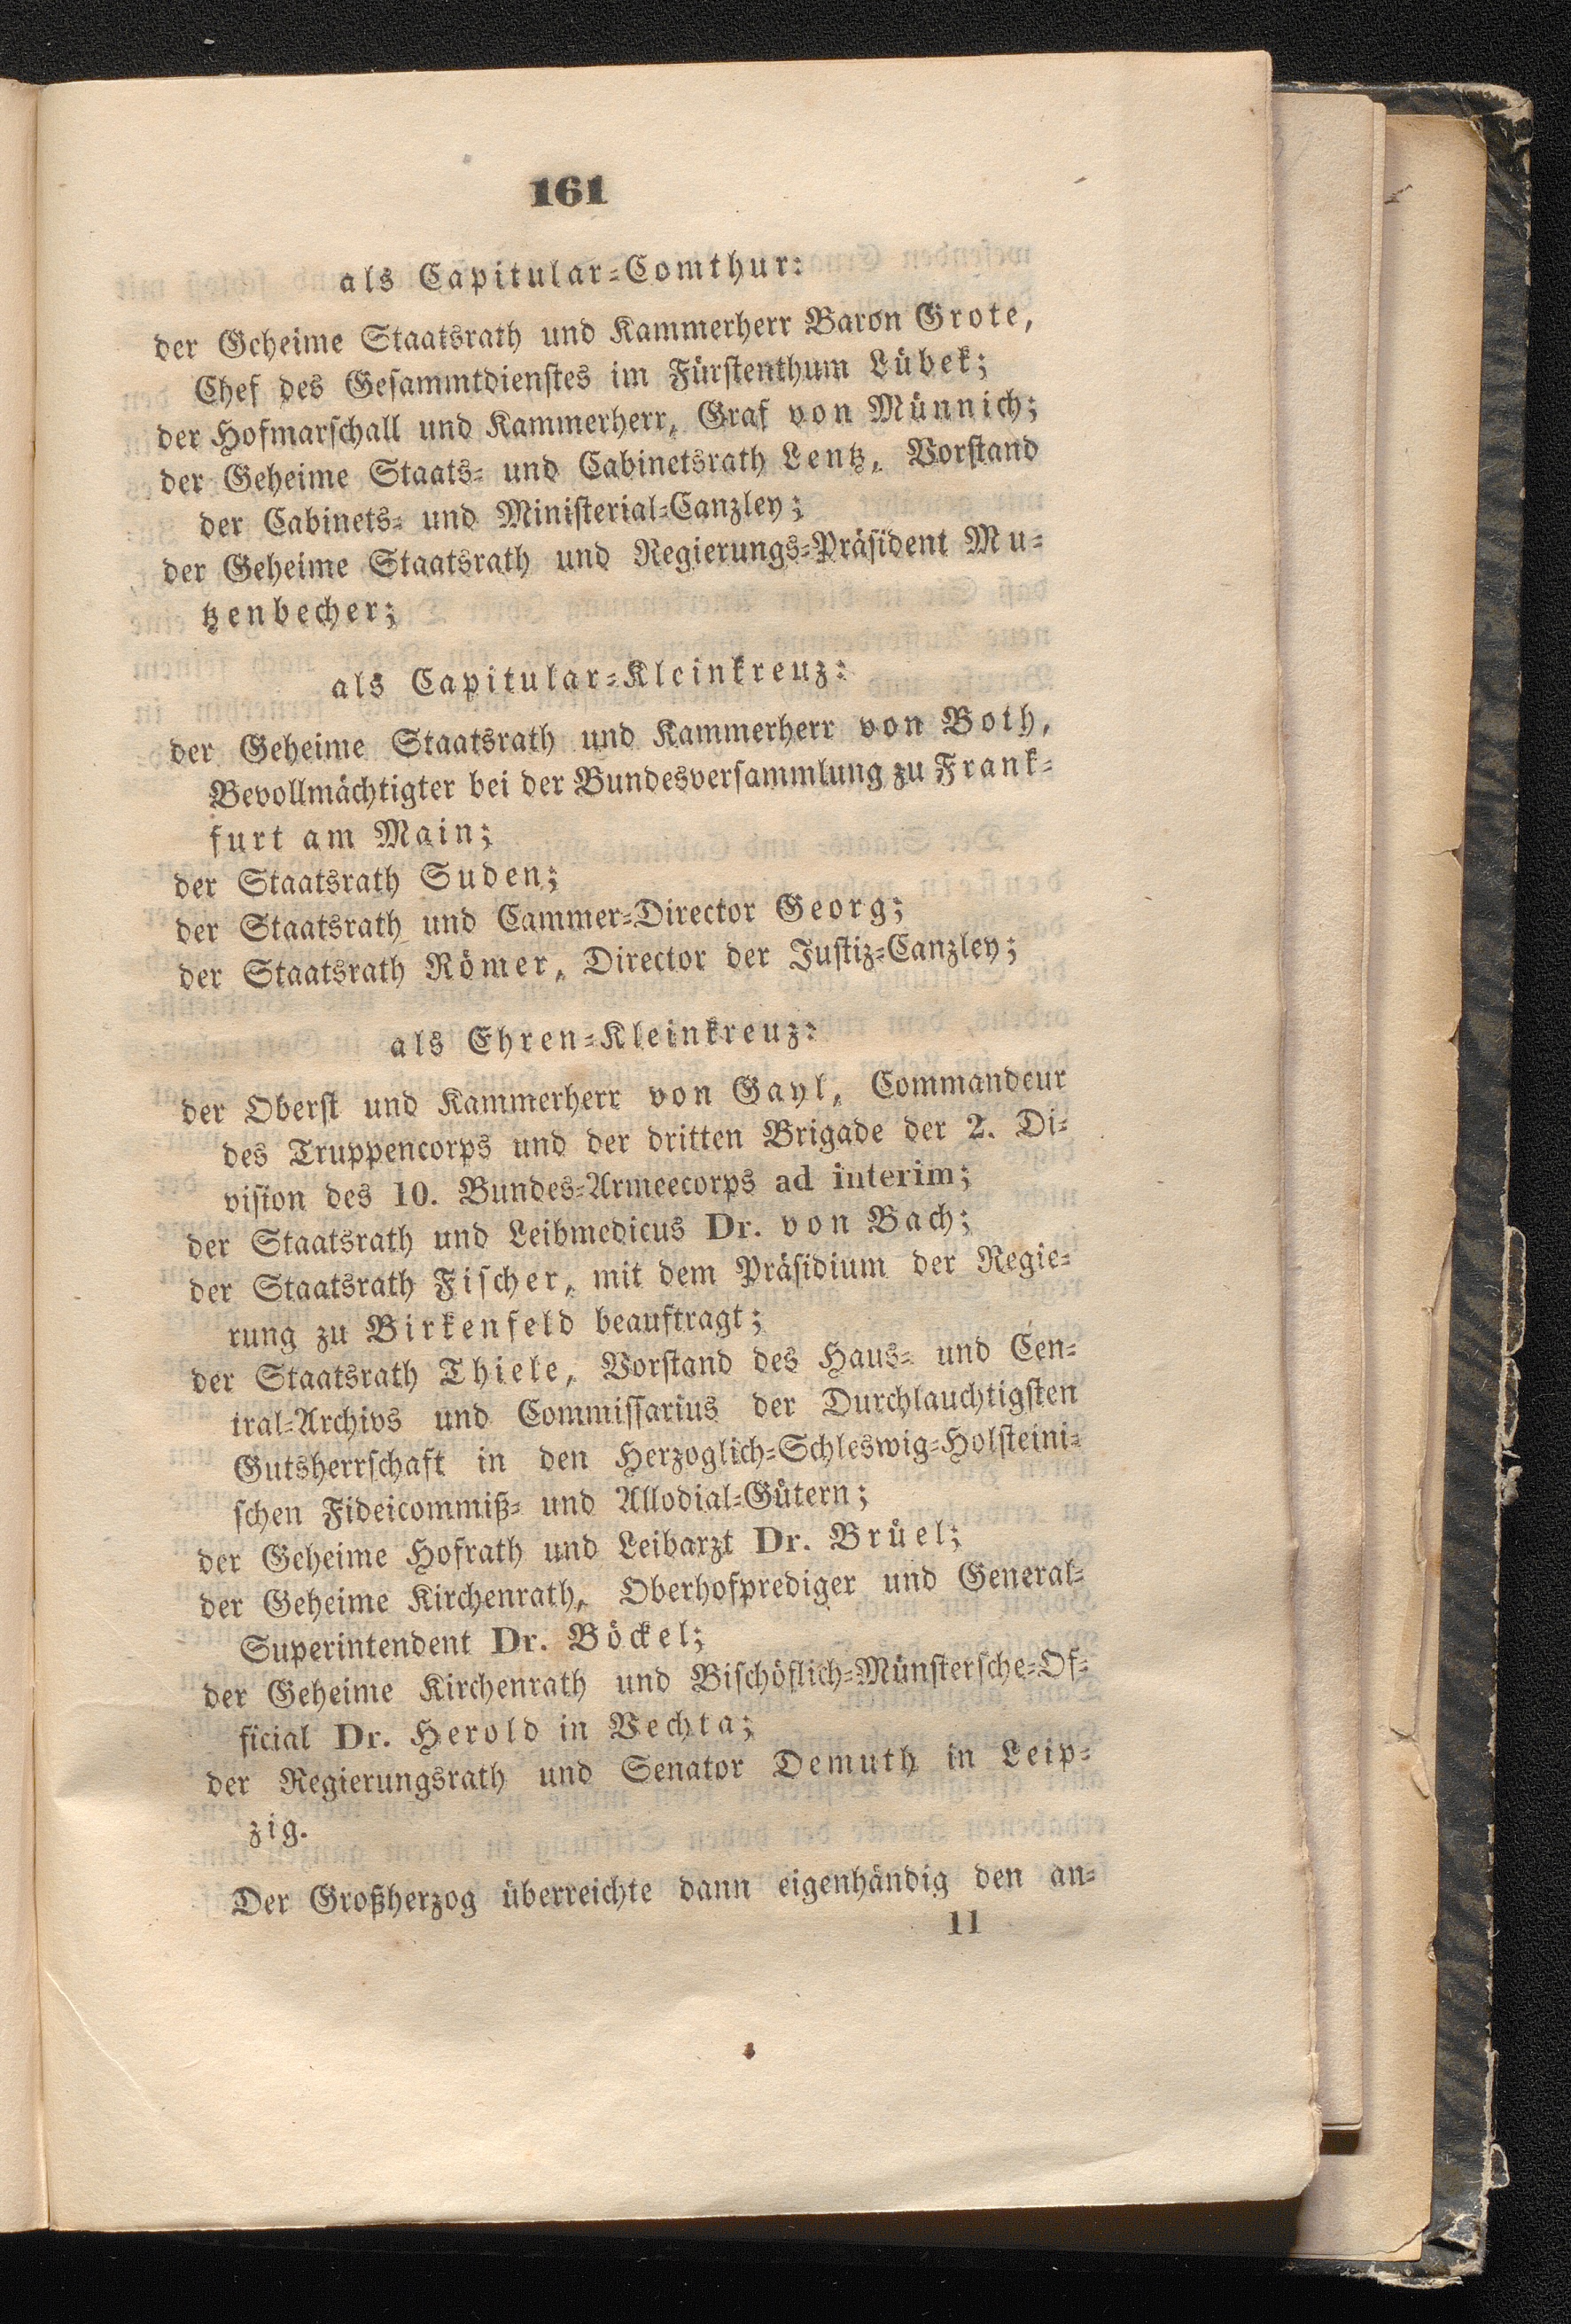 161
als Capitular-Comthur:
der Geheime Staatsrath und Kammerherr Baron Grote,
Chef des Gesammtdienstes im Fürstenthum Lübek;
der Hofmarschall und Kammerherr, Graf von Münnich;
der Geheime Staats- und Cabinetsrath Lentz, Vorstand
der Cabinets- und Ministerial-Canzley;
der Geheime Staatsrath und Regierungs-Präsident Mu-
tzenbecher;
als Capitular-Kleinkreuz:
der Geheime Staatsrath und Kammerherr von Both,
Bevollmächtigter bei der Bundesversammlung zu Frank-
furt am Main;
der Staatsrath Suden;
der Staatsrath und Cammer-Director Georg;
der Staatsrath Römer, Director der Justiz-Canzley;
als Ehren-Kleinkreuz:
der Oberst und Kammerherr von Gayl, Commandeur
des Truppencorps und der dritten Brigade der 2. Di-
vision des 10. Bundes-Armeecorps ad interim;
der Staatsrath und Leibmedicus Dr. von Bach;
der Staatsrath Fischer, mit dem Präsidium der Regie-
rung zu Birkenfeld beauftragt;
der Staatsrath Thiele, Vorstand des Haus- und Cen-
tral-Archivs und Commissarius der Durchlauchtigsten
Gutsherrschaft in den Herzoglich-Schleswig-Holsteini-
schen Fideicommiß- und Allodial-Gütern;
der Geheime Hofrath und Leibarzt Dr. Brüel;
der Geheime Kirchenrath, Oberhofprediger und General-
Superintendent Dr. Böckel;
der Geheime Kirchenrath und Bischöflich-Münstersche-Of-
ficial Dr. Herold in Vechta;
der Regierungsrath und Senator Demuth in Leip-
zig.
Der Großherzog überreichte dann eigenhändig den an-
11